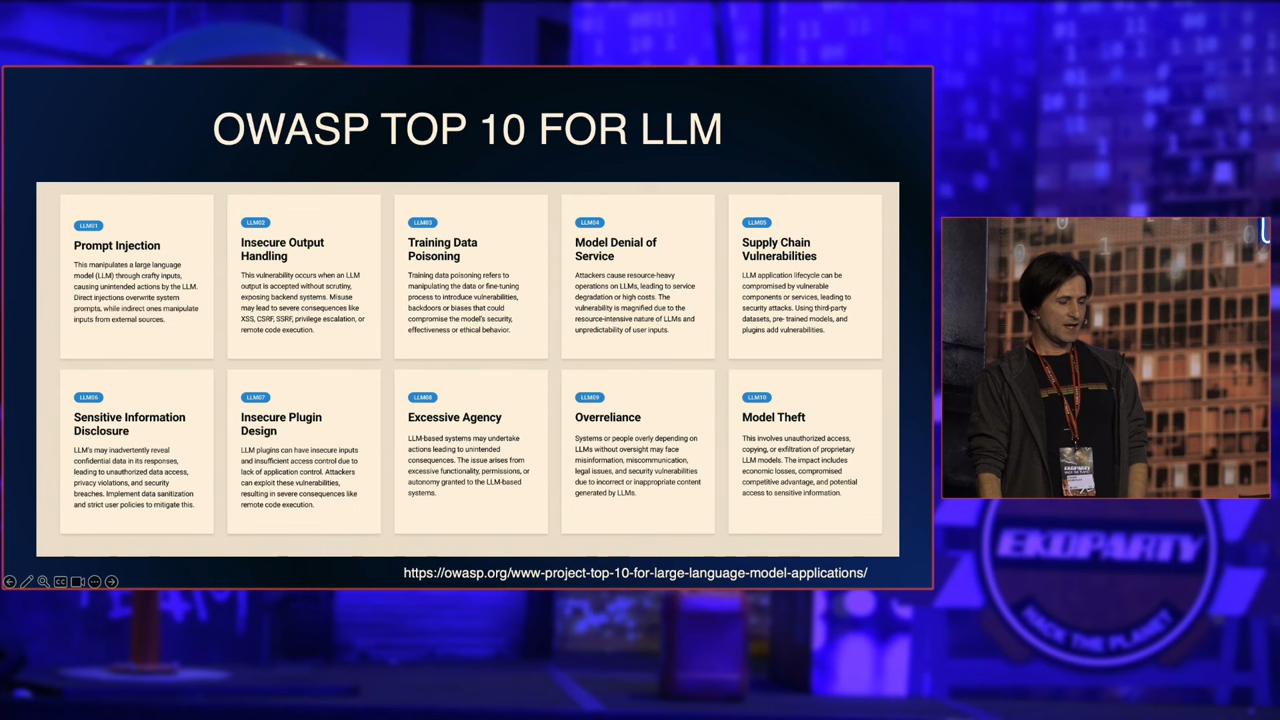 OWASP TOP 10 FOR LLM
LLM01
Prompt Injection
This manipulates a large language
model (LLM) through crafty inputs,
causing unintended actions by the LLM.
Direct injections overwrite system
prompts, while indirect ones manipulate
inputs from external sources.
LLM02
Insecure Output
Handling
This vulnerability occurs when an LLM
output is accepted without scrutiny,
exposing backend systems. Misuse
may lead to severe consequences like
XSS, CSRF, SSRF, privilege escalation, or
remote code execution.
LLM03
Training Data
Poisoning
Training data poisoning refers to
manipulating the data or fine-tuning
process to introduce vulnerabilities,
backdoors or biases that could
compromise the model's security,
effectiveness or ethical behavior.
LLM04
Model Denial of
Service
Attackers cause resource-heavy
operations on LLMs, leading to service
degradation or high costs. The
vulnerability is magnified due to the
resource-intensive nature of LLMs and
unpredictability of user inputs.
LLM05
Supply Chain
Vulnerabilities
LLM application lifecycle can be
compromised by vulnerable
components or services, leading to
security attacks. Using third-party
datasets, pre- trained models, and
plugins add vulnerabilities.
LLM06
Sensitive Information
Disclosure
LLM's may inadvertently reveal
confidential data in its responses,
leading to unauthorized data access,
privacy violations, and security
breaches. Implement data sanitization
and strict user policies to mitigate this.
LLM07
Insecure Plugin
Design
LLM plugins can have insecure inputs
and insufficient access control due to
lack of application control. Attackers
can exploit these vulnerabilities,
resulting in severe consequences like
remote code execution.
LLM08
Excessive Agency
LLM-based systems may undertake
actions leading to unintended
consequences. The issue arises from
excessive functionality, permissions, or
autonomy granted to the LLM-based
systems.
LLM09
Overreliance
Systems or people overly depending on
LLMs without oversight may face
misinformation, miscommunication,
legal issues, and security vulnerabilities
due to incorrect or inappropriate content
generated by LLMs.
LLM10
Model Theft
This involves unauthorized access,
copying, or exfiltration of proprietary
LLM models. The impact includes
economic losses, compromised
competitive advantage, and potential
access to sensitive information.
https://owasp.org/www-project-top-10-for-large-language-model-applications/
CC
EKOPARTY
HACK THE PLANET
EKOPARTY